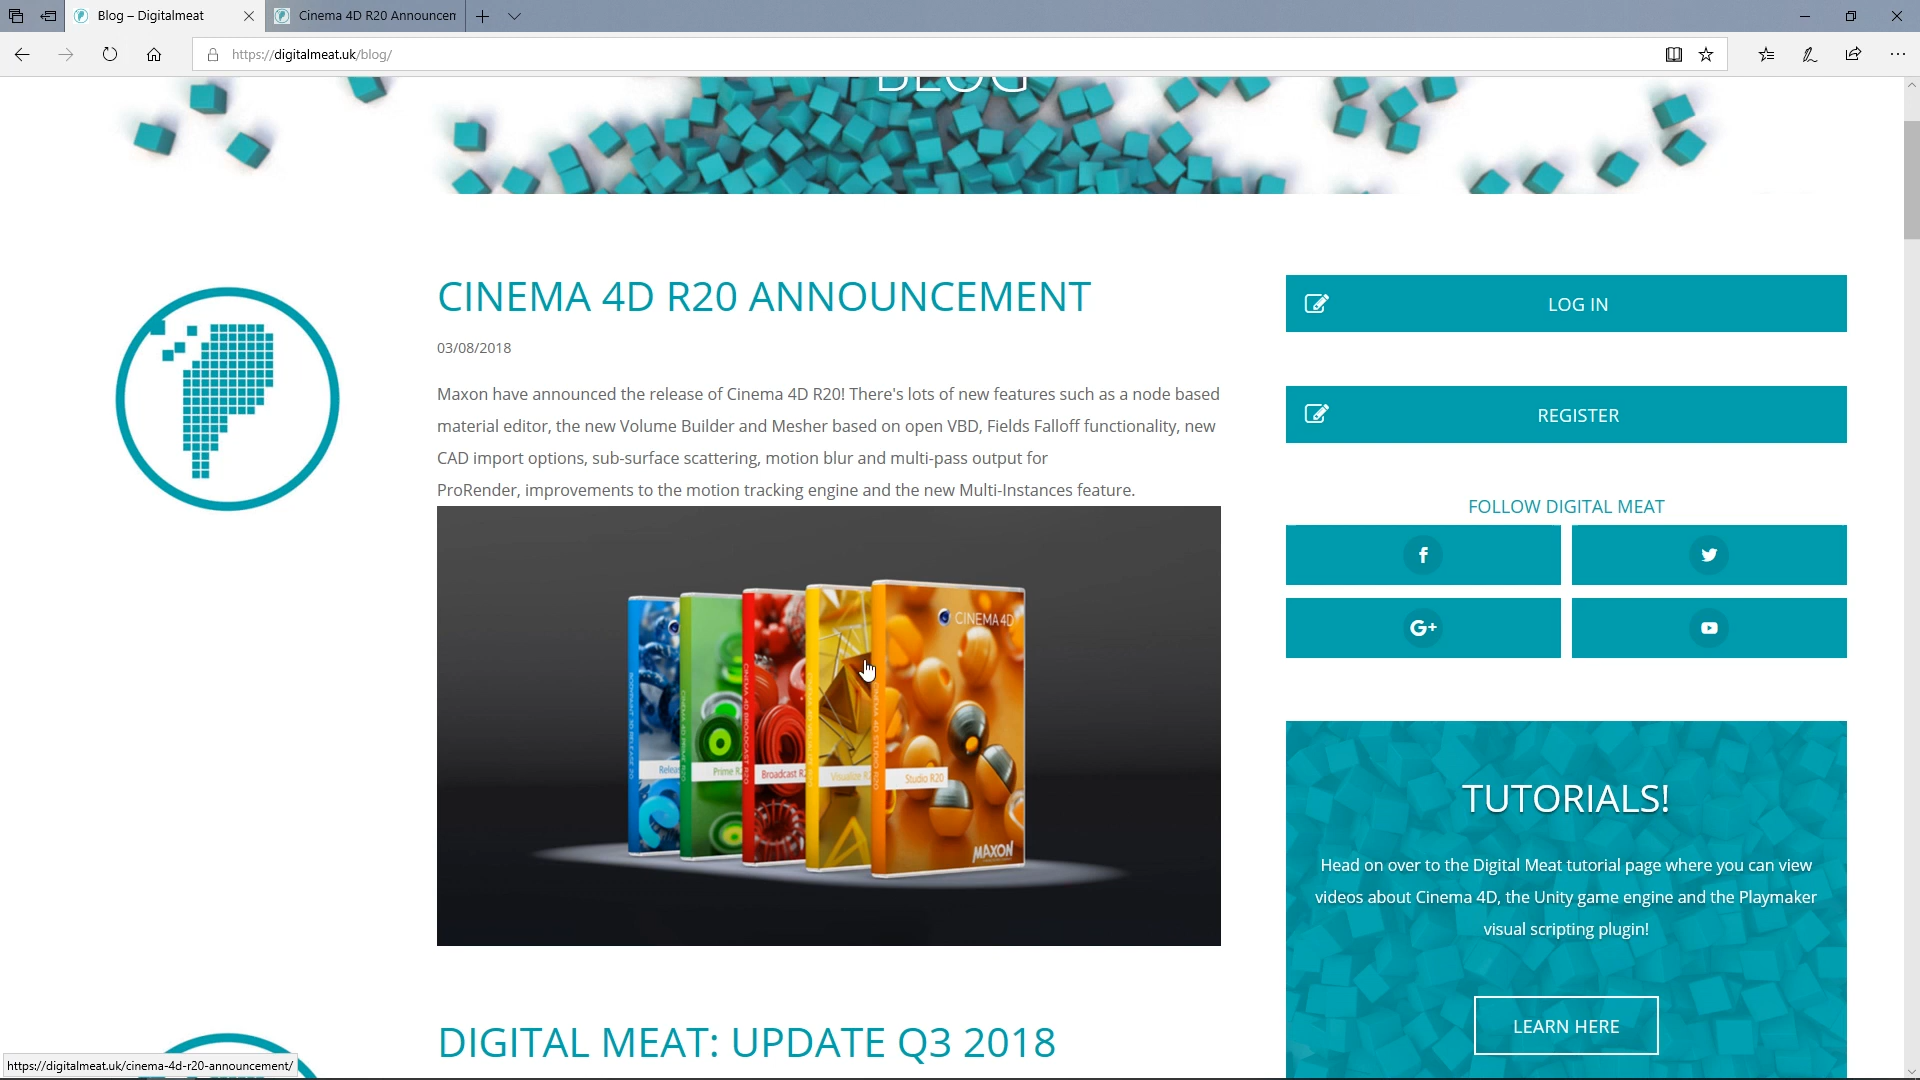 Blog – Digitalmeat
Cinema 4D R20 Announcen
https://digitalmeat.uk/blog/
BLOG
CINEMA 4D R20 ANNOUNCEMENT
03/08/2018
Maxon have announced the release of Cinema 4D R20! There's lots of new features such as a node based
material editor, the new Volume Builder and Mesher based on open VBD, Fields Falloff functionality, new
CAD import options, sub-surface scattering, motion blur and multi-pass output for
ProRender, improvements to the motion tracking engine and the new Multi-Instances feature.
CINEMA 4D
Prime R2
Broadcast R2
Visualize R
Studio R20
MAXON
DIGITAL MEAT: UPDATE Q3 2018
LOG IN
REGISTER
FOLLOW DIGITAL MEAT
f
G+
TUTORIALS!
Head on over to the Digital Meat tutorial page where you can view
videos about Cinema 4D, the Unity game engine and the Playmaker
visual scripting plugin!
LEARN HERE
https://digitalmeat.uk/cinema-4d-r20-announcement/